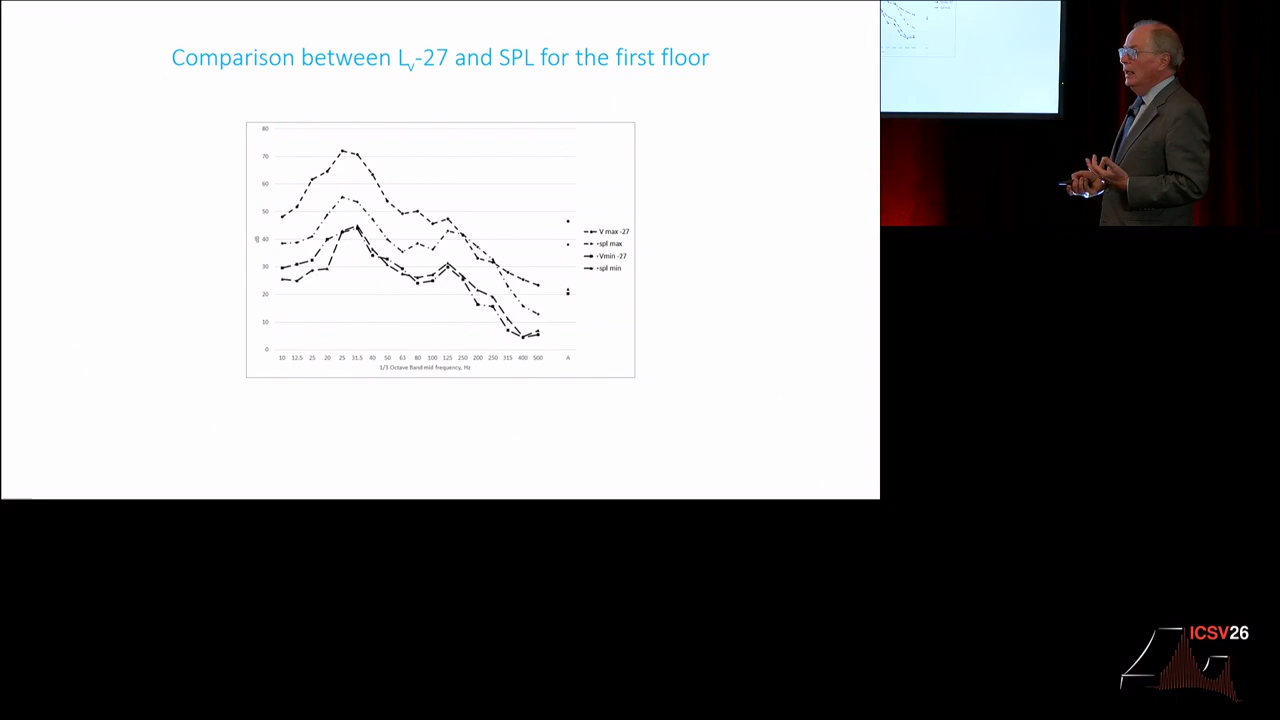 Comparison between Lv-27 and SPL for the first floor
80
70
60
50
40
30
20
10
0
dB
10 12.5 25 20 25 31.5 40 50 63 80 100 125 250 200 250 315 400 500 A
1/3 Octave Band mid frequency, Hz
V max -27
spl max
Vmin -27
spl min
ICSV26